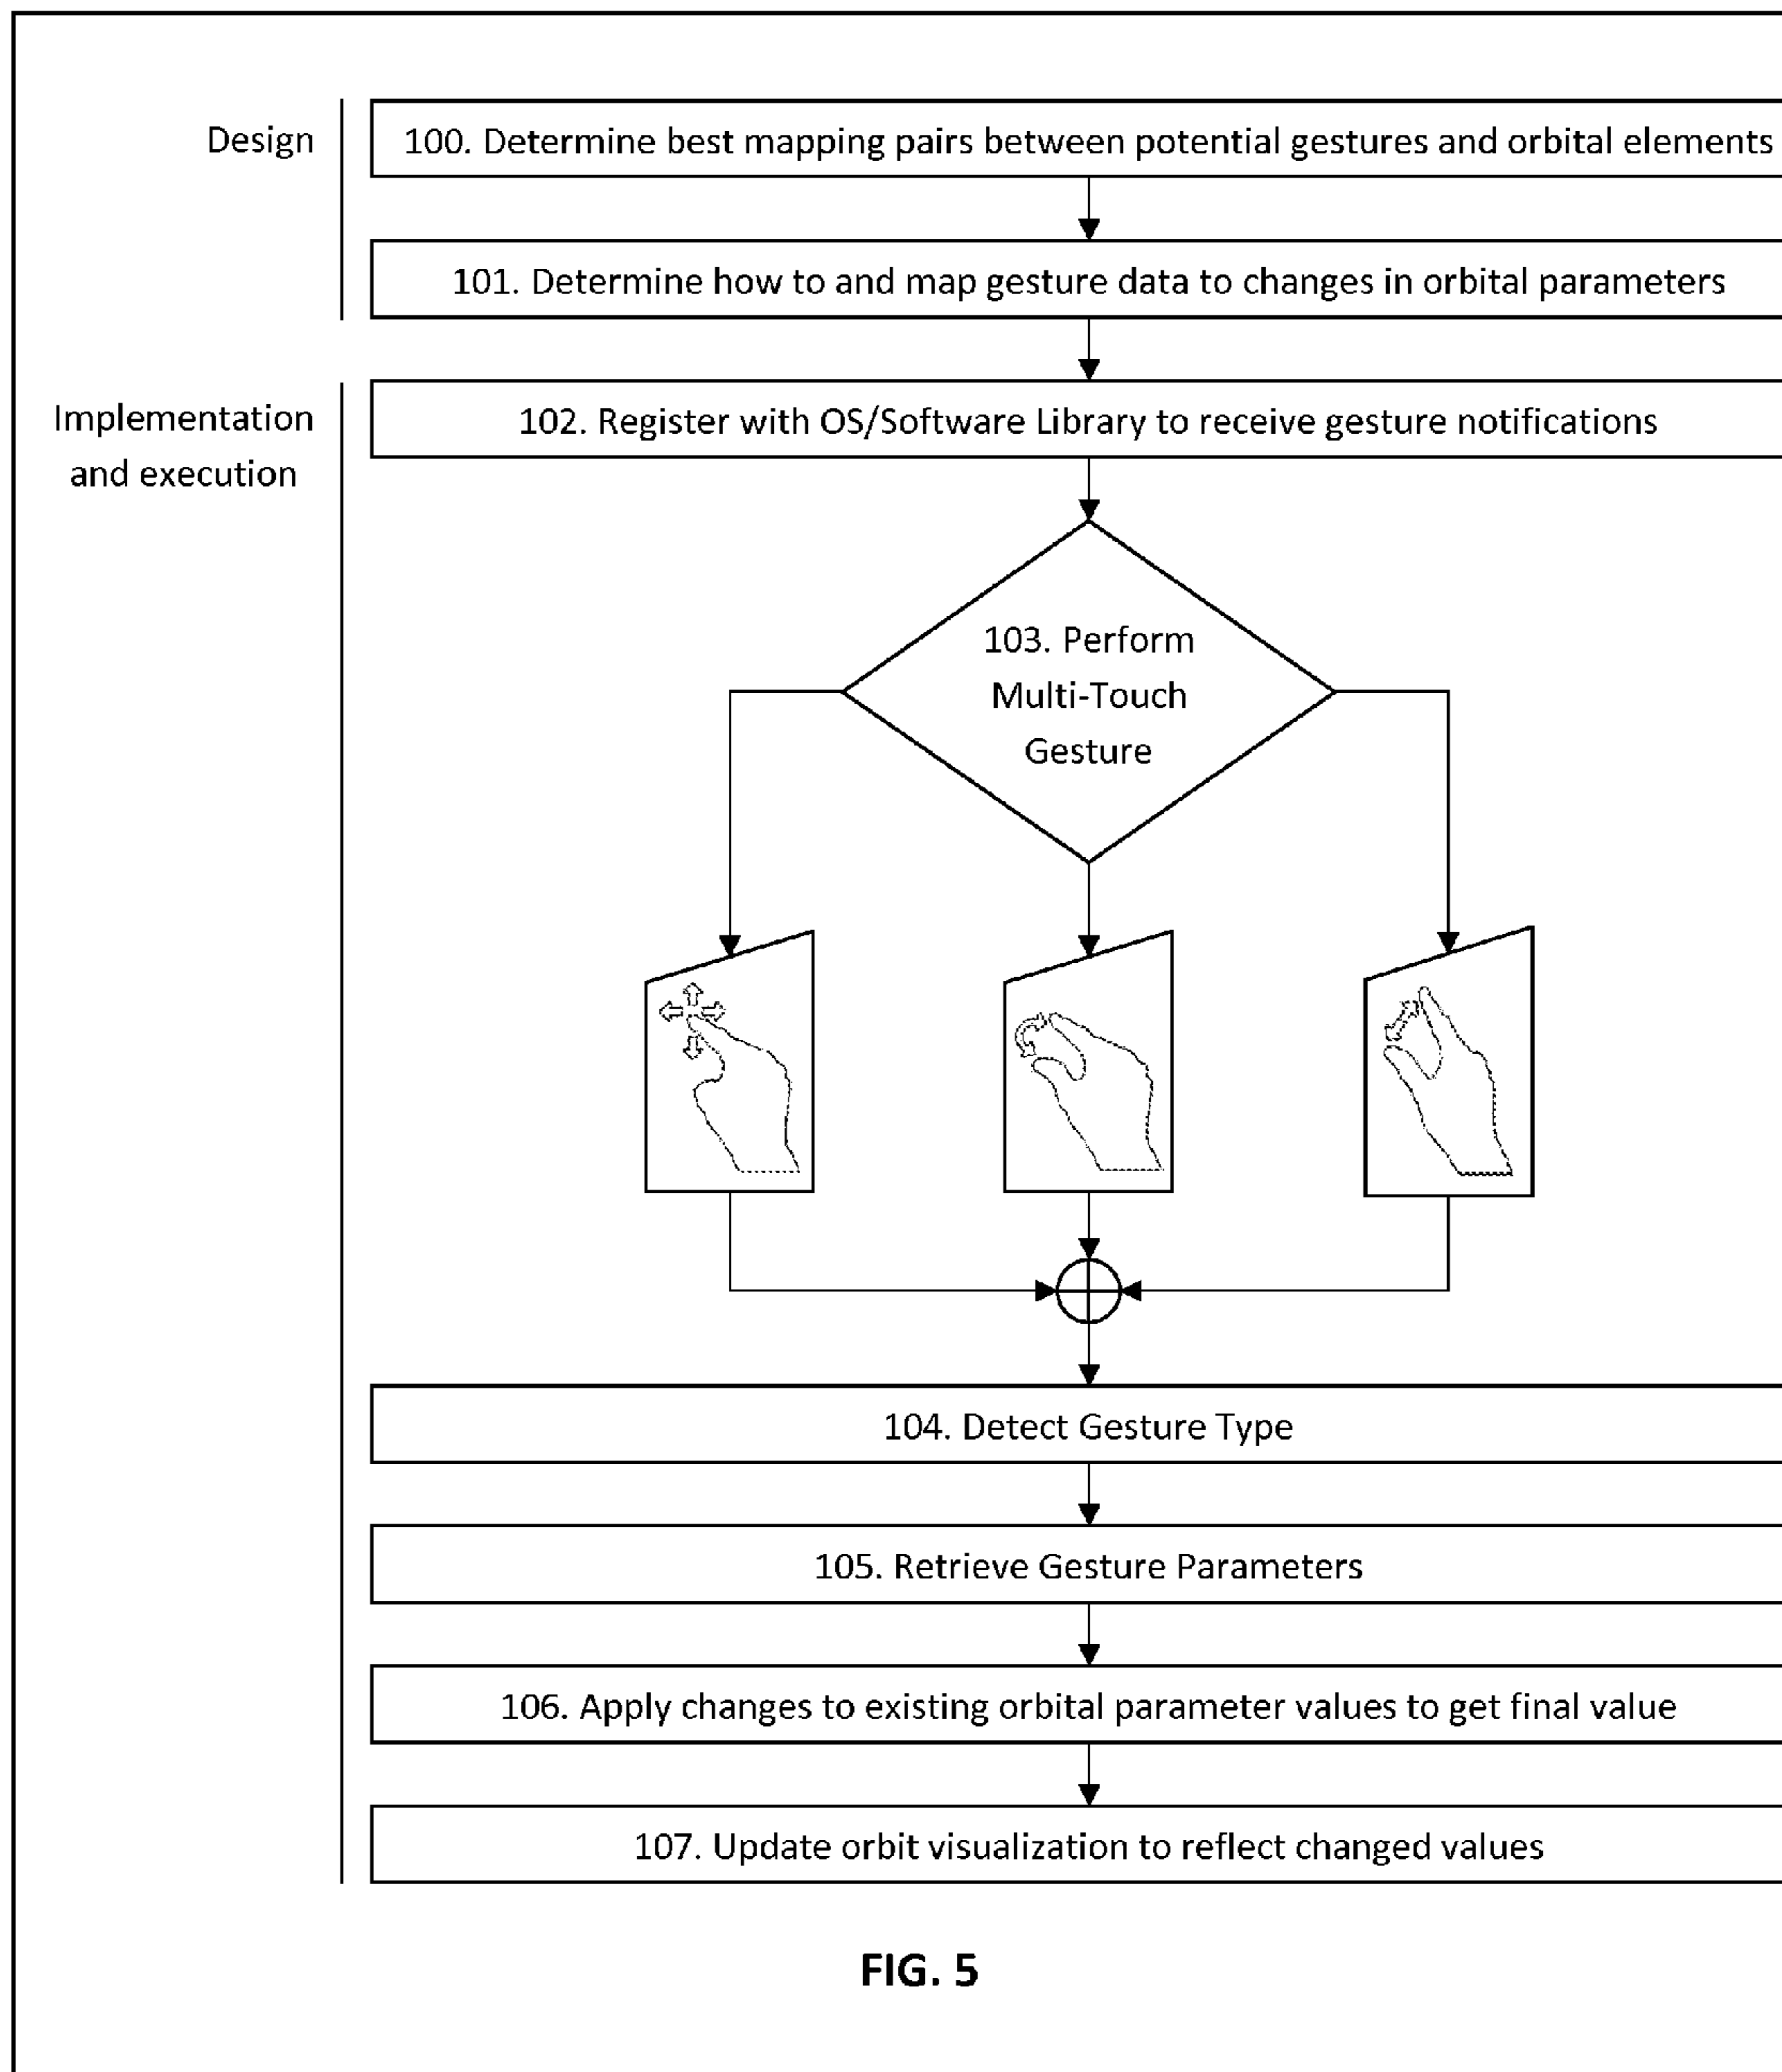 Design
100. Determine best mapping pairs between potential gestures and orbital elements
101. Determine how to and map gesture data to changes in orbital parameters
Implementation
and execution
102. Register with OS/Software Library to receive gesture notifications
103. Perform
Multi-Touch
Gesture
104. Detect Gesture Type
105. Retrieve Gesture Parameters
106. Apply changes to existing orbital parameter values to get final value
107. Update orbit visualization to reflect changed values
FIG. 5